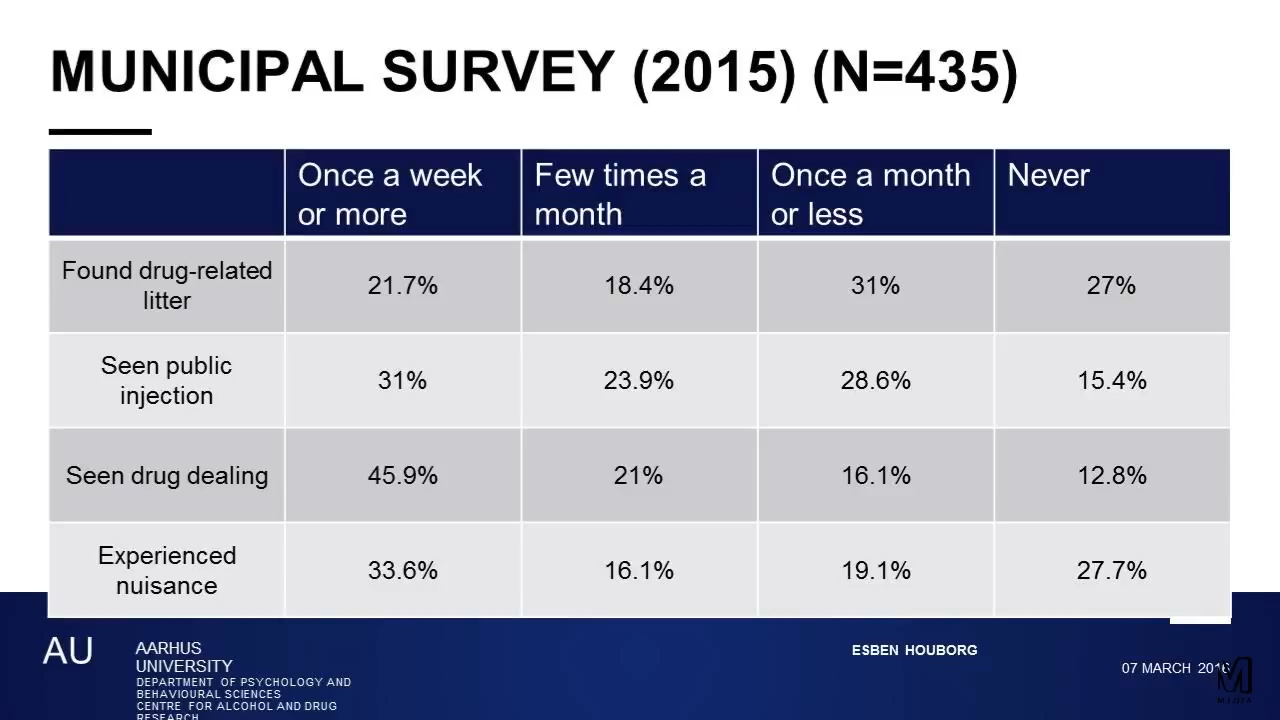 MUNICIPAL SURVEY (2015) (N=435)
Once a week or more
Few times a month
Once a month or less
Never
Found drug-related litter
21.7%
18.4%
31%
27%
Seen public injection
31%
23.9%
28.6%
15.4%
Seen drug dealing
45.9%
21%
16.1%
12.8%
Experienced nuisance
33.6%
16.1%
19.1%
27.7%
AU
AARHUS
UNIVERSITY
DEPARTMENT OF PSYCHOLOGY AND
BEHAVIOURAL SCIENCES
CENTRE FOR ALCOHOL AND DRUG
RESEARCH
ESBEN HOUBORG
07 MARCH 2016